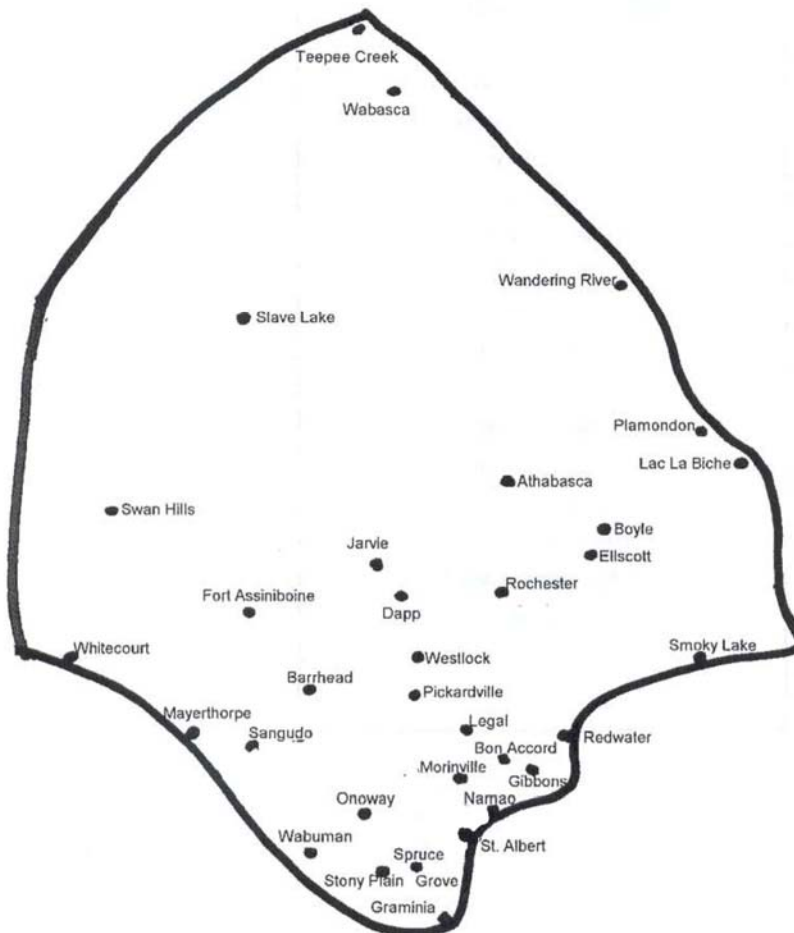 Teepee Creek
Wabasca
Wandering River
Slave Lake
Plamondon
Lac La Biche
Athabasca
Swan Hills
Boyle
Jarvie
Ellscott
Rochester
Fort Assiniboine
Dapp
Whitecourt
Westlock
Smoky Lake
Barrhead
Pickardville
Mayerthorpe
Legal
Sangudo
Redwater
Bon Accord
Morinville
Gibbons
Onoway
Namao
Wabuman
St. Albert
Spruce
Grove
Stony Plain
Graminia